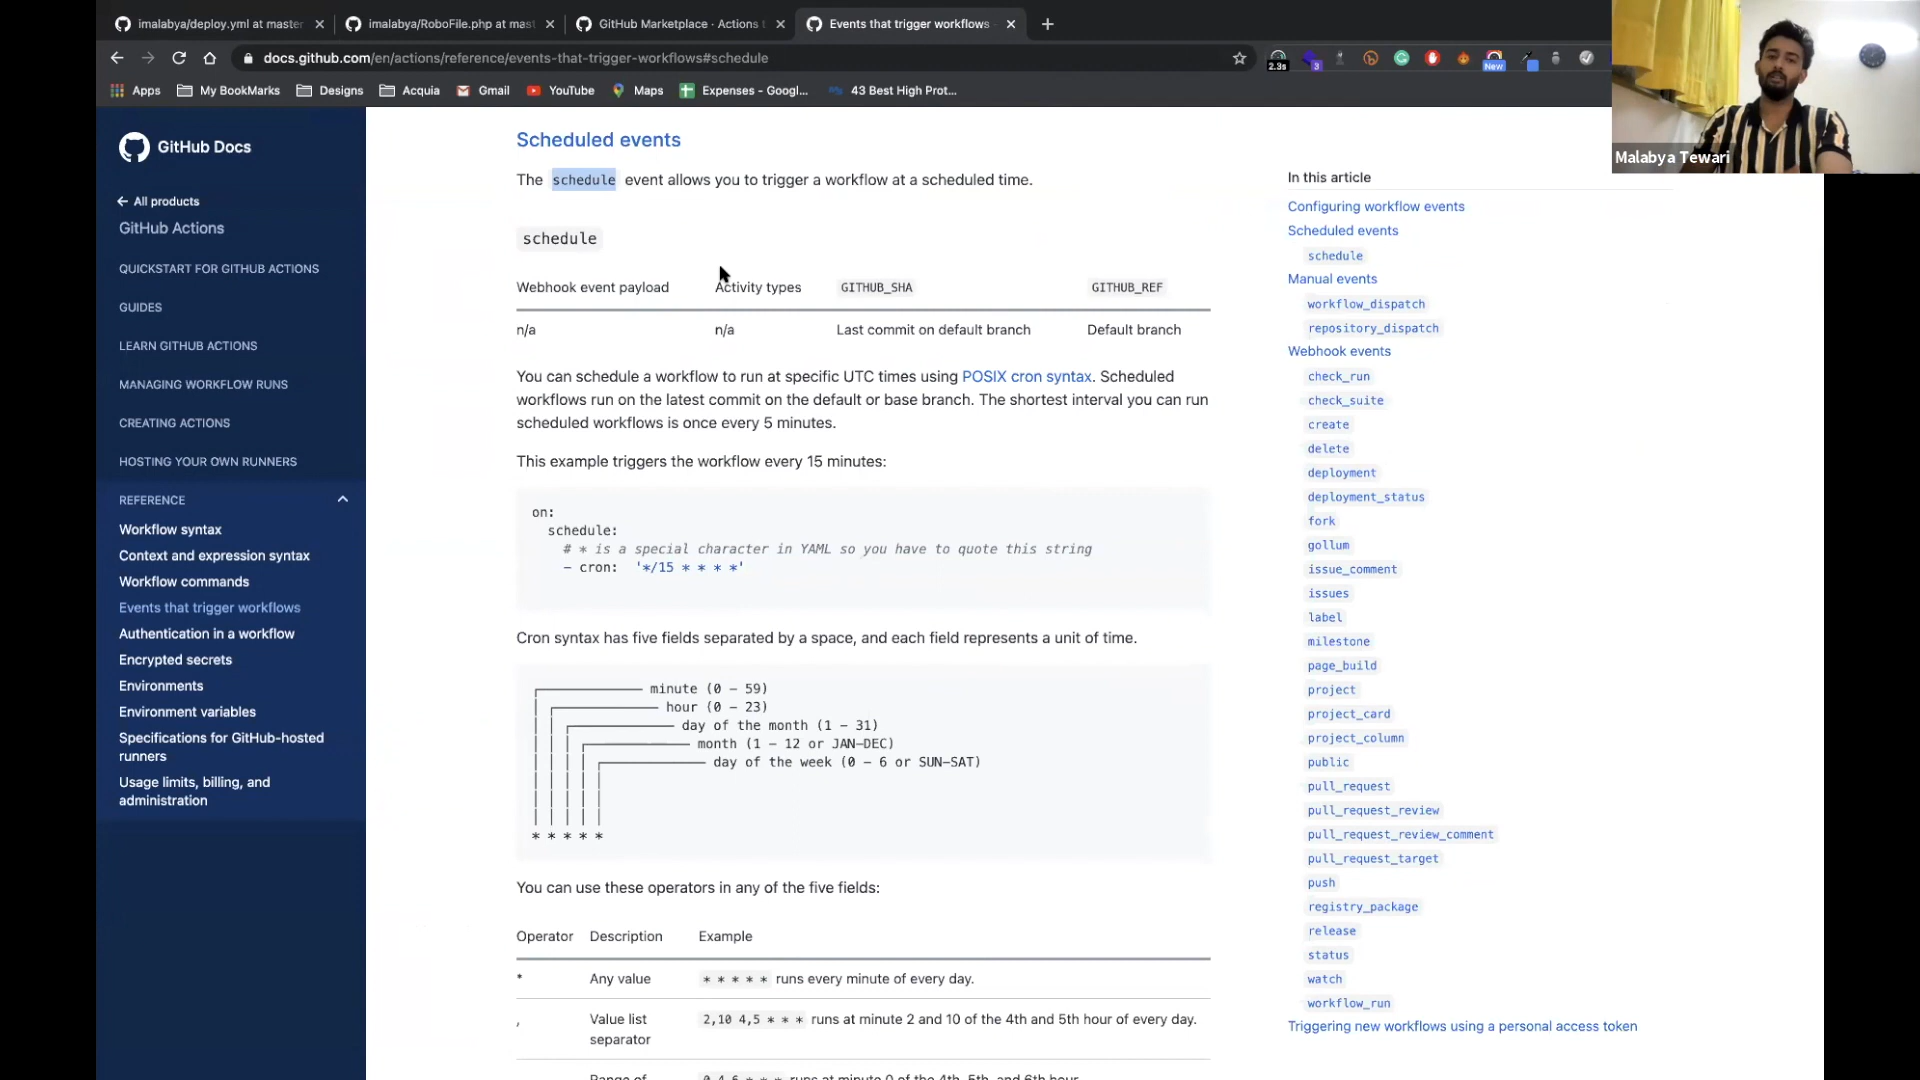 imalabya/deploy.yml at master
imalabya/RoboFile.php at mast
GitHub Marketplace · Actions t
Events that trigger workflows
docs.github.com/en/actions/reference/events-that-trigger-workflows#schedule
2.3s
3
New
Apps
My BookMarks
Designs
Acquia
Gmail
YouTube
Maps
Expenses - Googl...
43 Best High Prot...
Malabya Tewari
GitHub Docs
All products
GitHub Actions
QUICKSTART FOR GITHUB ACTIONS
GUIDES
LEARN GITHUB ACTIONS
MANAGING WORKFLOW RUNS
CREATING ACTIONS
HOSTING YOUR OWN RUNNERS
REFERENCE
Workflow syntax
Context and expression syntax
Workflow commands
Events that trigger workflows
Authentication in a workflow
Encrypted secrets
Environments
Environment variables
Specifications for GitHub-hosted
runners
Usage limits, billing, and
administration
Scheduled events
The schedule event allows you to trigger a workflow at a scheduled time.
schedule
Webhook event payload Activity types GITHUB_SHA GITHUB_REF
n/a n/a Last commit on default branch Default branch
You can schedule a workflow to run at specific UTC times using POSIX cron syntax. Scheduled
workflows run on the latest commit on the default or base branch. The shortest interval you can run
scheduled workflows is once every 5 minutes.
This example triggers the workflow every 15 minutes:
on:
schedule:
# * is a special character in YAML so you have to quote this string
- cron: '*/15 * * * *'
Cron syntax has five fields separated by a space, and each field represents a unit of time.
minute (0 - 59)
hour (0 - 23)
day of the month (1 - 31)
month (1 - 12 or JAN-DEC)
day of the week (0 - 6 or SUN-SAT)
* * * * *
You can use these operators in any of the five fields:
Operator Description Example
* Any value * * * * * runs every minute of every day.
, Value list 2,10 4,5 * * * runs at minute 2 and 10 of the 4th and 5th hour of every day.
separator
Range of 0 4-6 * * * runs at minute 0 of the 4th, 5th, and 6th hour.
In this article
Configuring workflow events
Scheduled events
schedule
Manual events
workflow_dispatch
repository_dispatch
Webhook events
check_run
check_suite
create
delete
deployment
deployment_status
fork
gollum
issue_comment
issues
label
milestone
page_build
project
project_card
project_column
public
pull_request
pull_request_review
pull_request_review_comment
pull_request_target
push
registry_package
release
status
watch
workflow_run
Triggering new workflows using a personal access token